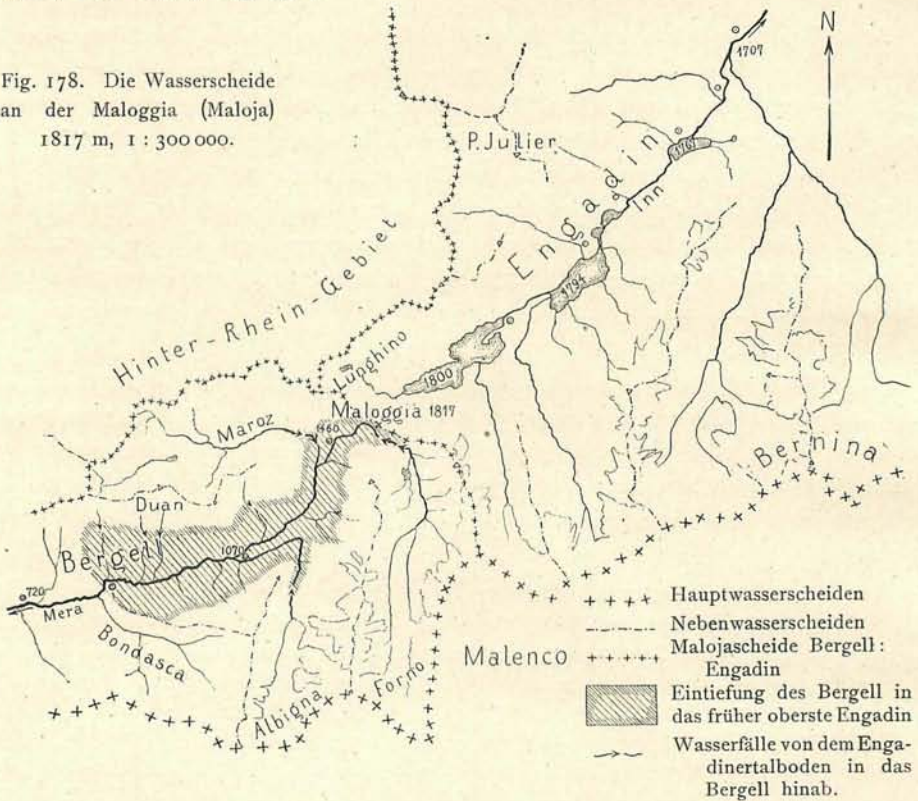 Fig. 178. Die Wasserscheide
an der Maloggia (Maloja)
1817 m, 1 : 300 000.
N
1707
P. Julier
1767
Engadin
Inn
Hinter-Rhein-Gebiet
1794
Lunghino
1800
Maloggia 1817
Maroz
1460
Bernina
Duan
Bergell
1070
720
Mera
Bondasca
Albigna
Forno
Malenco
Hauptwasserscheiden
Nebenwasserscheiden
Malojascheide Bergell:
Engadin
Eintiefung des Bergell in
das früher oberste Engadin
Wasserfälle von dem Enga-
dinertalboden in das
Bergell hinab.